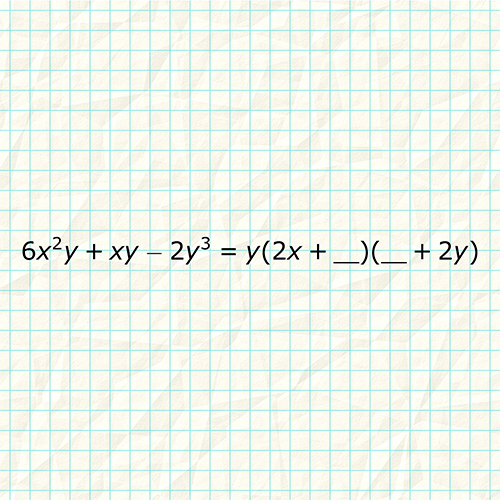 6x²y + xy − 2y³ = y(2x + __)(__ + 2y)